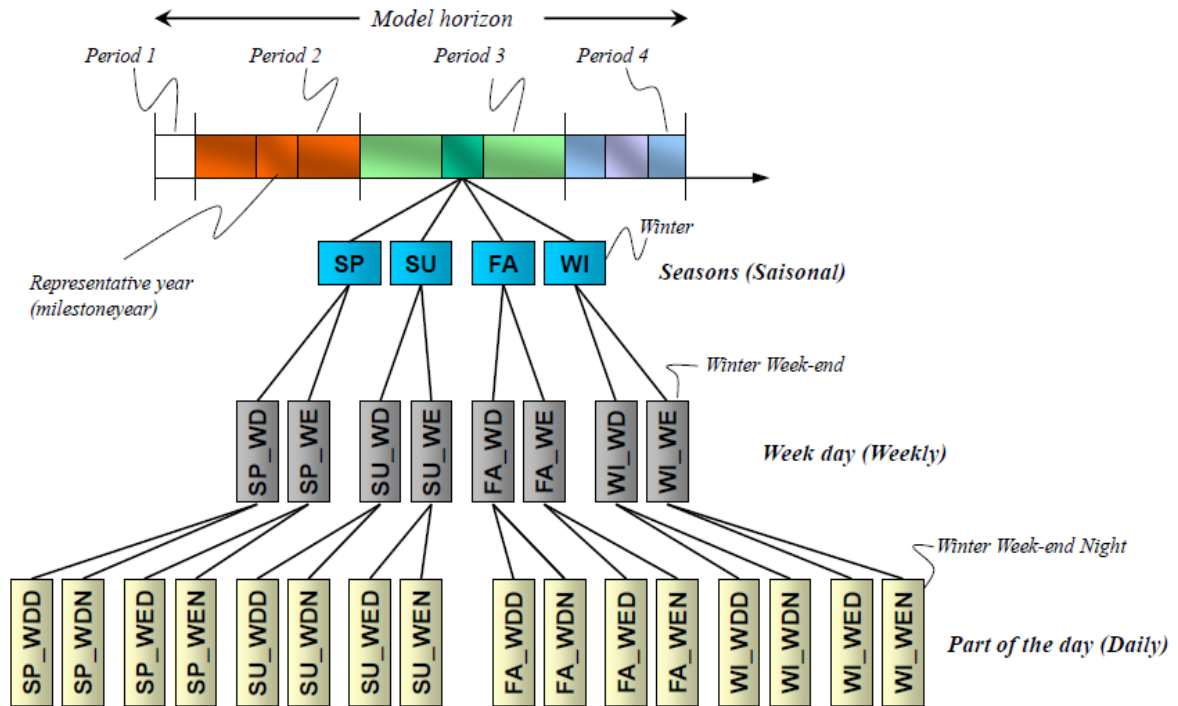 Model horizon
Period 1
Period 2
Period 3
Period 4
Winter
SP
SU
FA
WI
Seasons (Saisonal)
Representative year
(milestoneyear)
Winter Week-end
SP_WD
SP_WE
SU_WD
SU_WE
FA_WD
FA_WE
WI_WD
WI_WE
Week day (Weekly)
Winter Week-end Night
SP_WDD
SP_WDN
SP_WED
SP_WEN
SU_WDD
SU_WDN
SU_WED
SU_WEN
FA_WDD
FA_WDN
FA_WED
FA_WEN
WI_WDD
WI_WDN
WI_WED
WI_WEN
Part of the day (Daily)